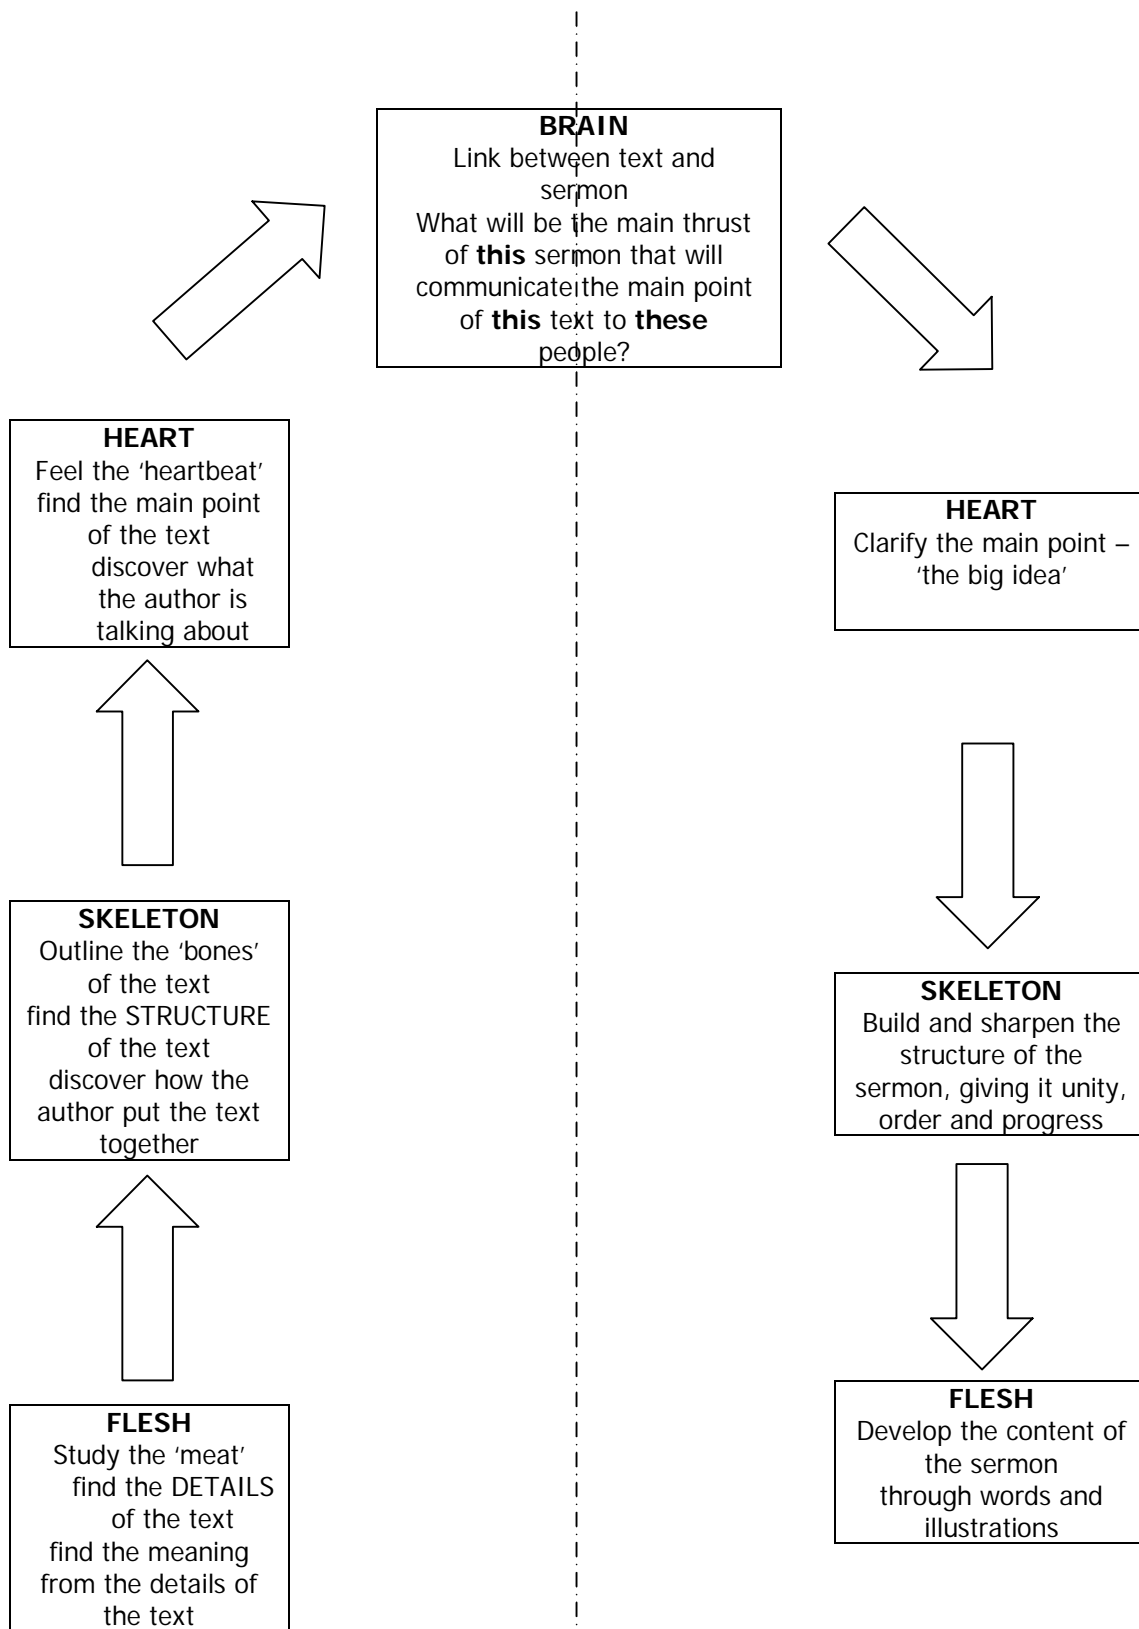 BRAIN
Link between text and
sermon
What will be the main thrust
of this sermon that will
communicate the main point
of this text to these
people?
HEART
Feel the ‘heartbeat’
find the main point
of the text
discover what
the author is
talking about
SKELETON
Outline the ‘bones’
of the text
find the STRUCTURE
of the text
discover how the
author put the text
together
FLESH
Study the ‘meat’
find the DETAILS
of the text
find the meaning
from the details of
the text
HEART
Clarify the main point –
‘the big idea’
SKELETON
Build and sharpen the
structure of the
sermon, giving it unity,
order and progress
FLESH
Develop the content of
the sermon
through words and
illustrations